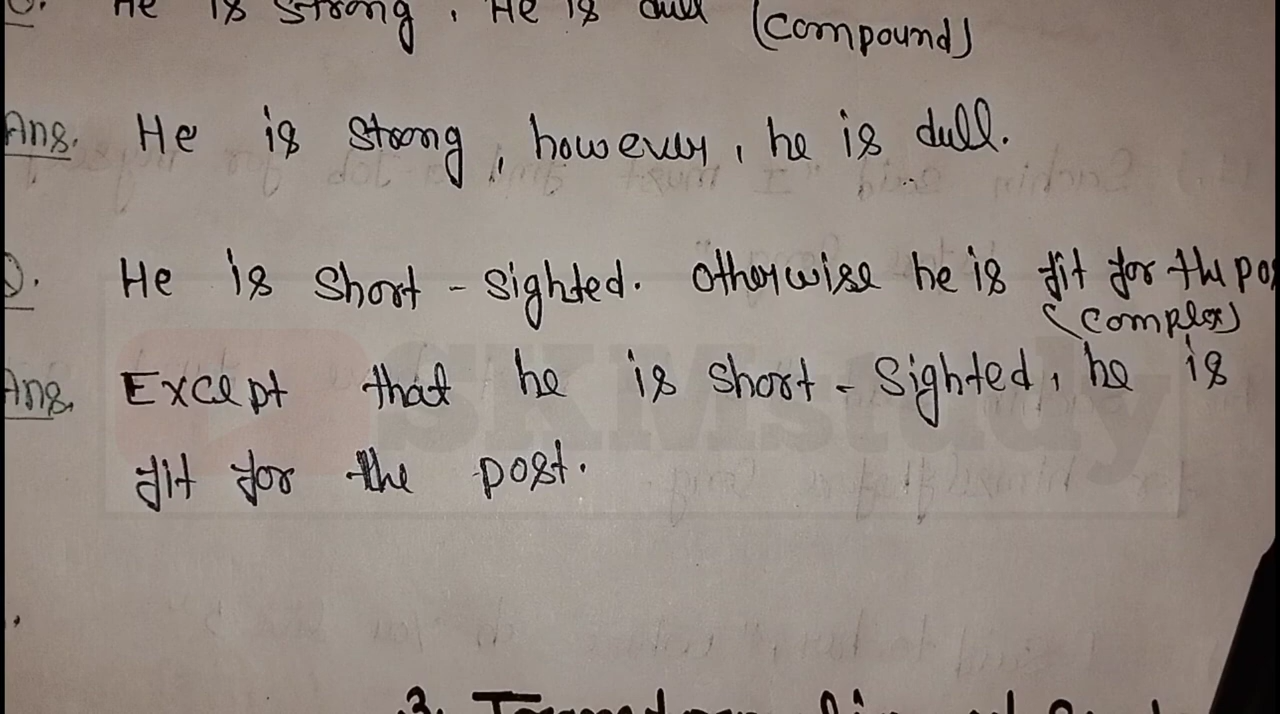 He is strong. He is dull (Compound)
Ans. He is strong, however, he is dull.
Q. He is Short-sighted. Otherwise he is fit for the
(Complex)
Ans. Except that he is short-sighted, he is
fit for the post.
SKMstudy
3.